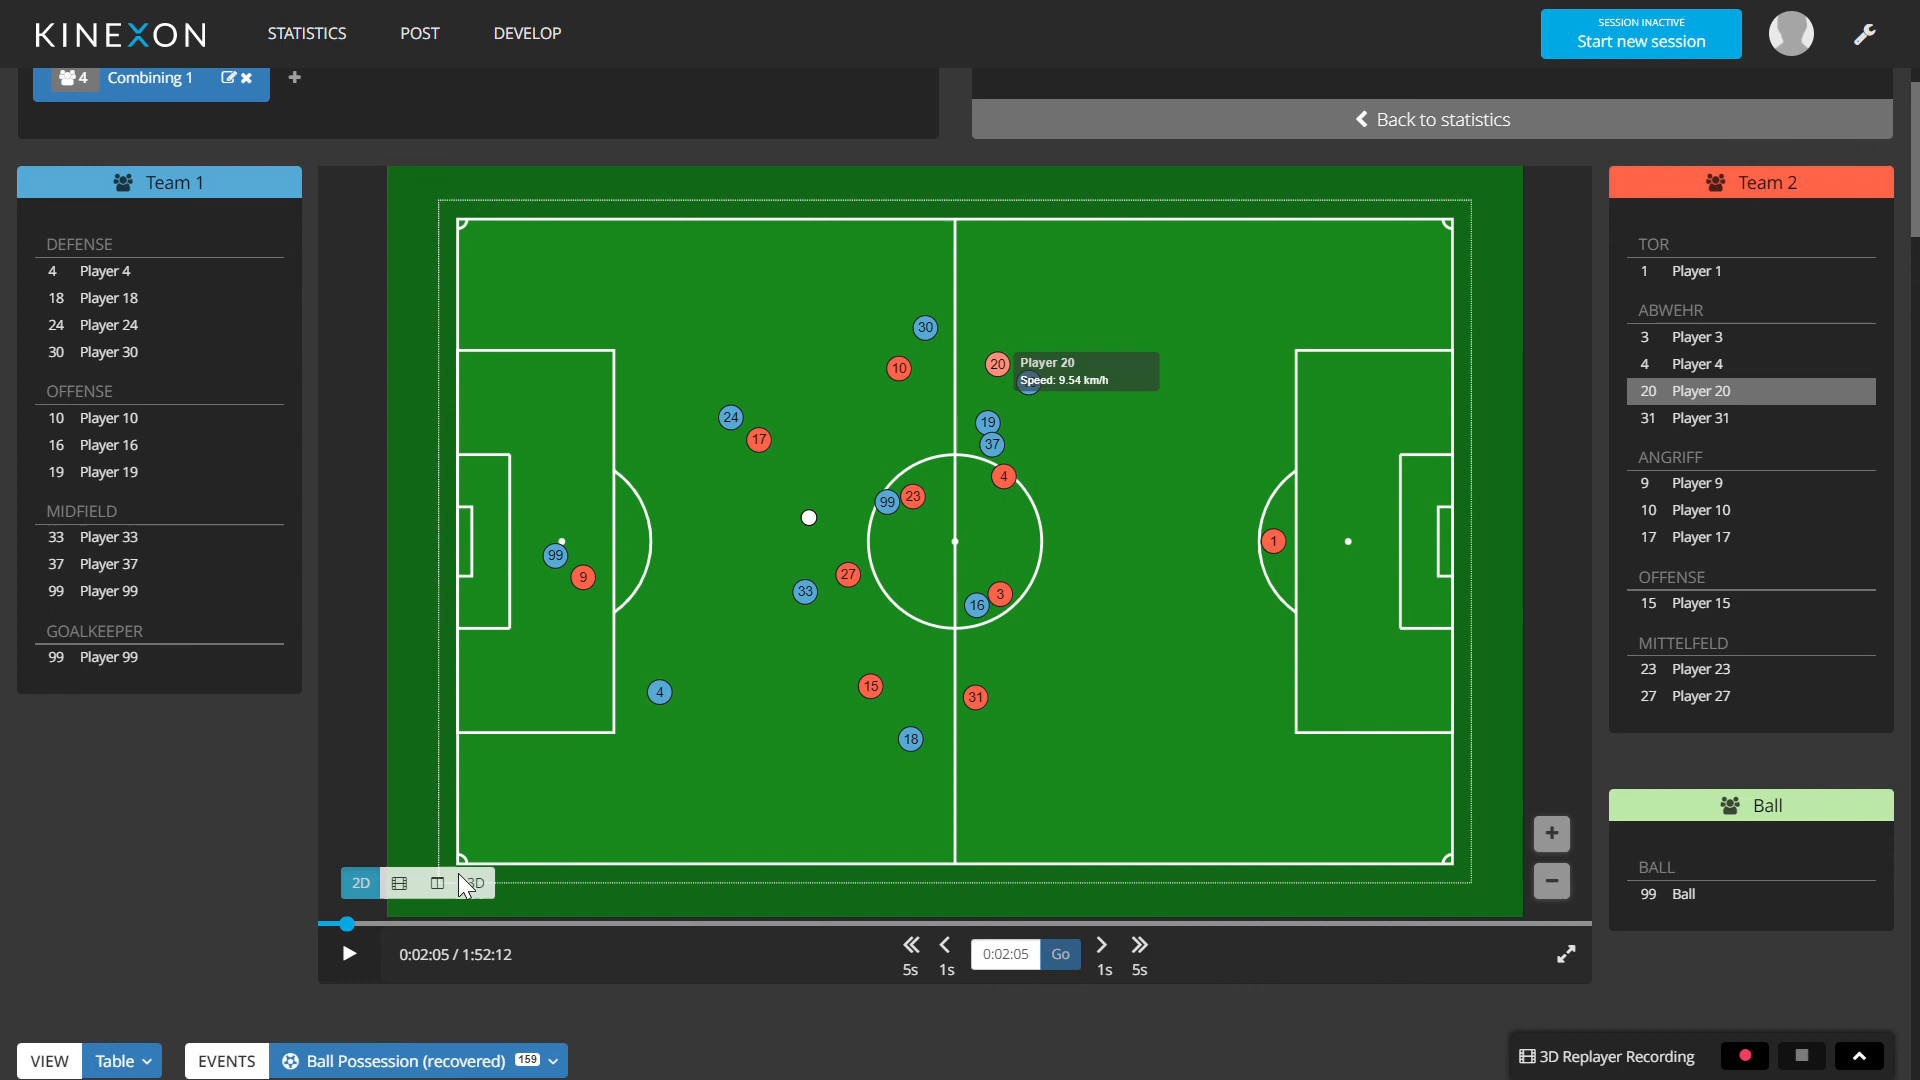 KINEXON
STATISTICS
POST
DEVELOP
SESSION INACTIVE
Start new session
4
Combining 1
Back to statistics
Team 1
DEFENSE
4 Player 4
18 Player 18
24 Player 24
30 Player 30
OFFENSE
10 Player 10
16 Player 16
19 Player 19
MIDFIELD
33 Player 33
37 Player 37
99 Player 99
GOALKEEPER
99 Player 99
30
10
20
Player 20
Speed: 9.54 km/h
24
17
19
37
4
99
23
99
9
27
33
16
3
1
4
15
31
18
2D
3D
+
−
0:02:05 / 1:52:12
5s
1s
0:02:05
Go
1s
5s
Team 2
TOR
1 Player 1
ABWEHR
3 Player 3
4 Player 4
20 Player 20
31 Player 31
ANGRIFF
9 Player 9
10 Player 10
17 Player 17
OFFENSE
15 Player 15
MITTELFELD
23 Player 23
27 Player 27
Ball
BALL
99 Ball
VIEW
Table
EVENTS
Ball Possession (recovered) 159
3D Replayer Recording